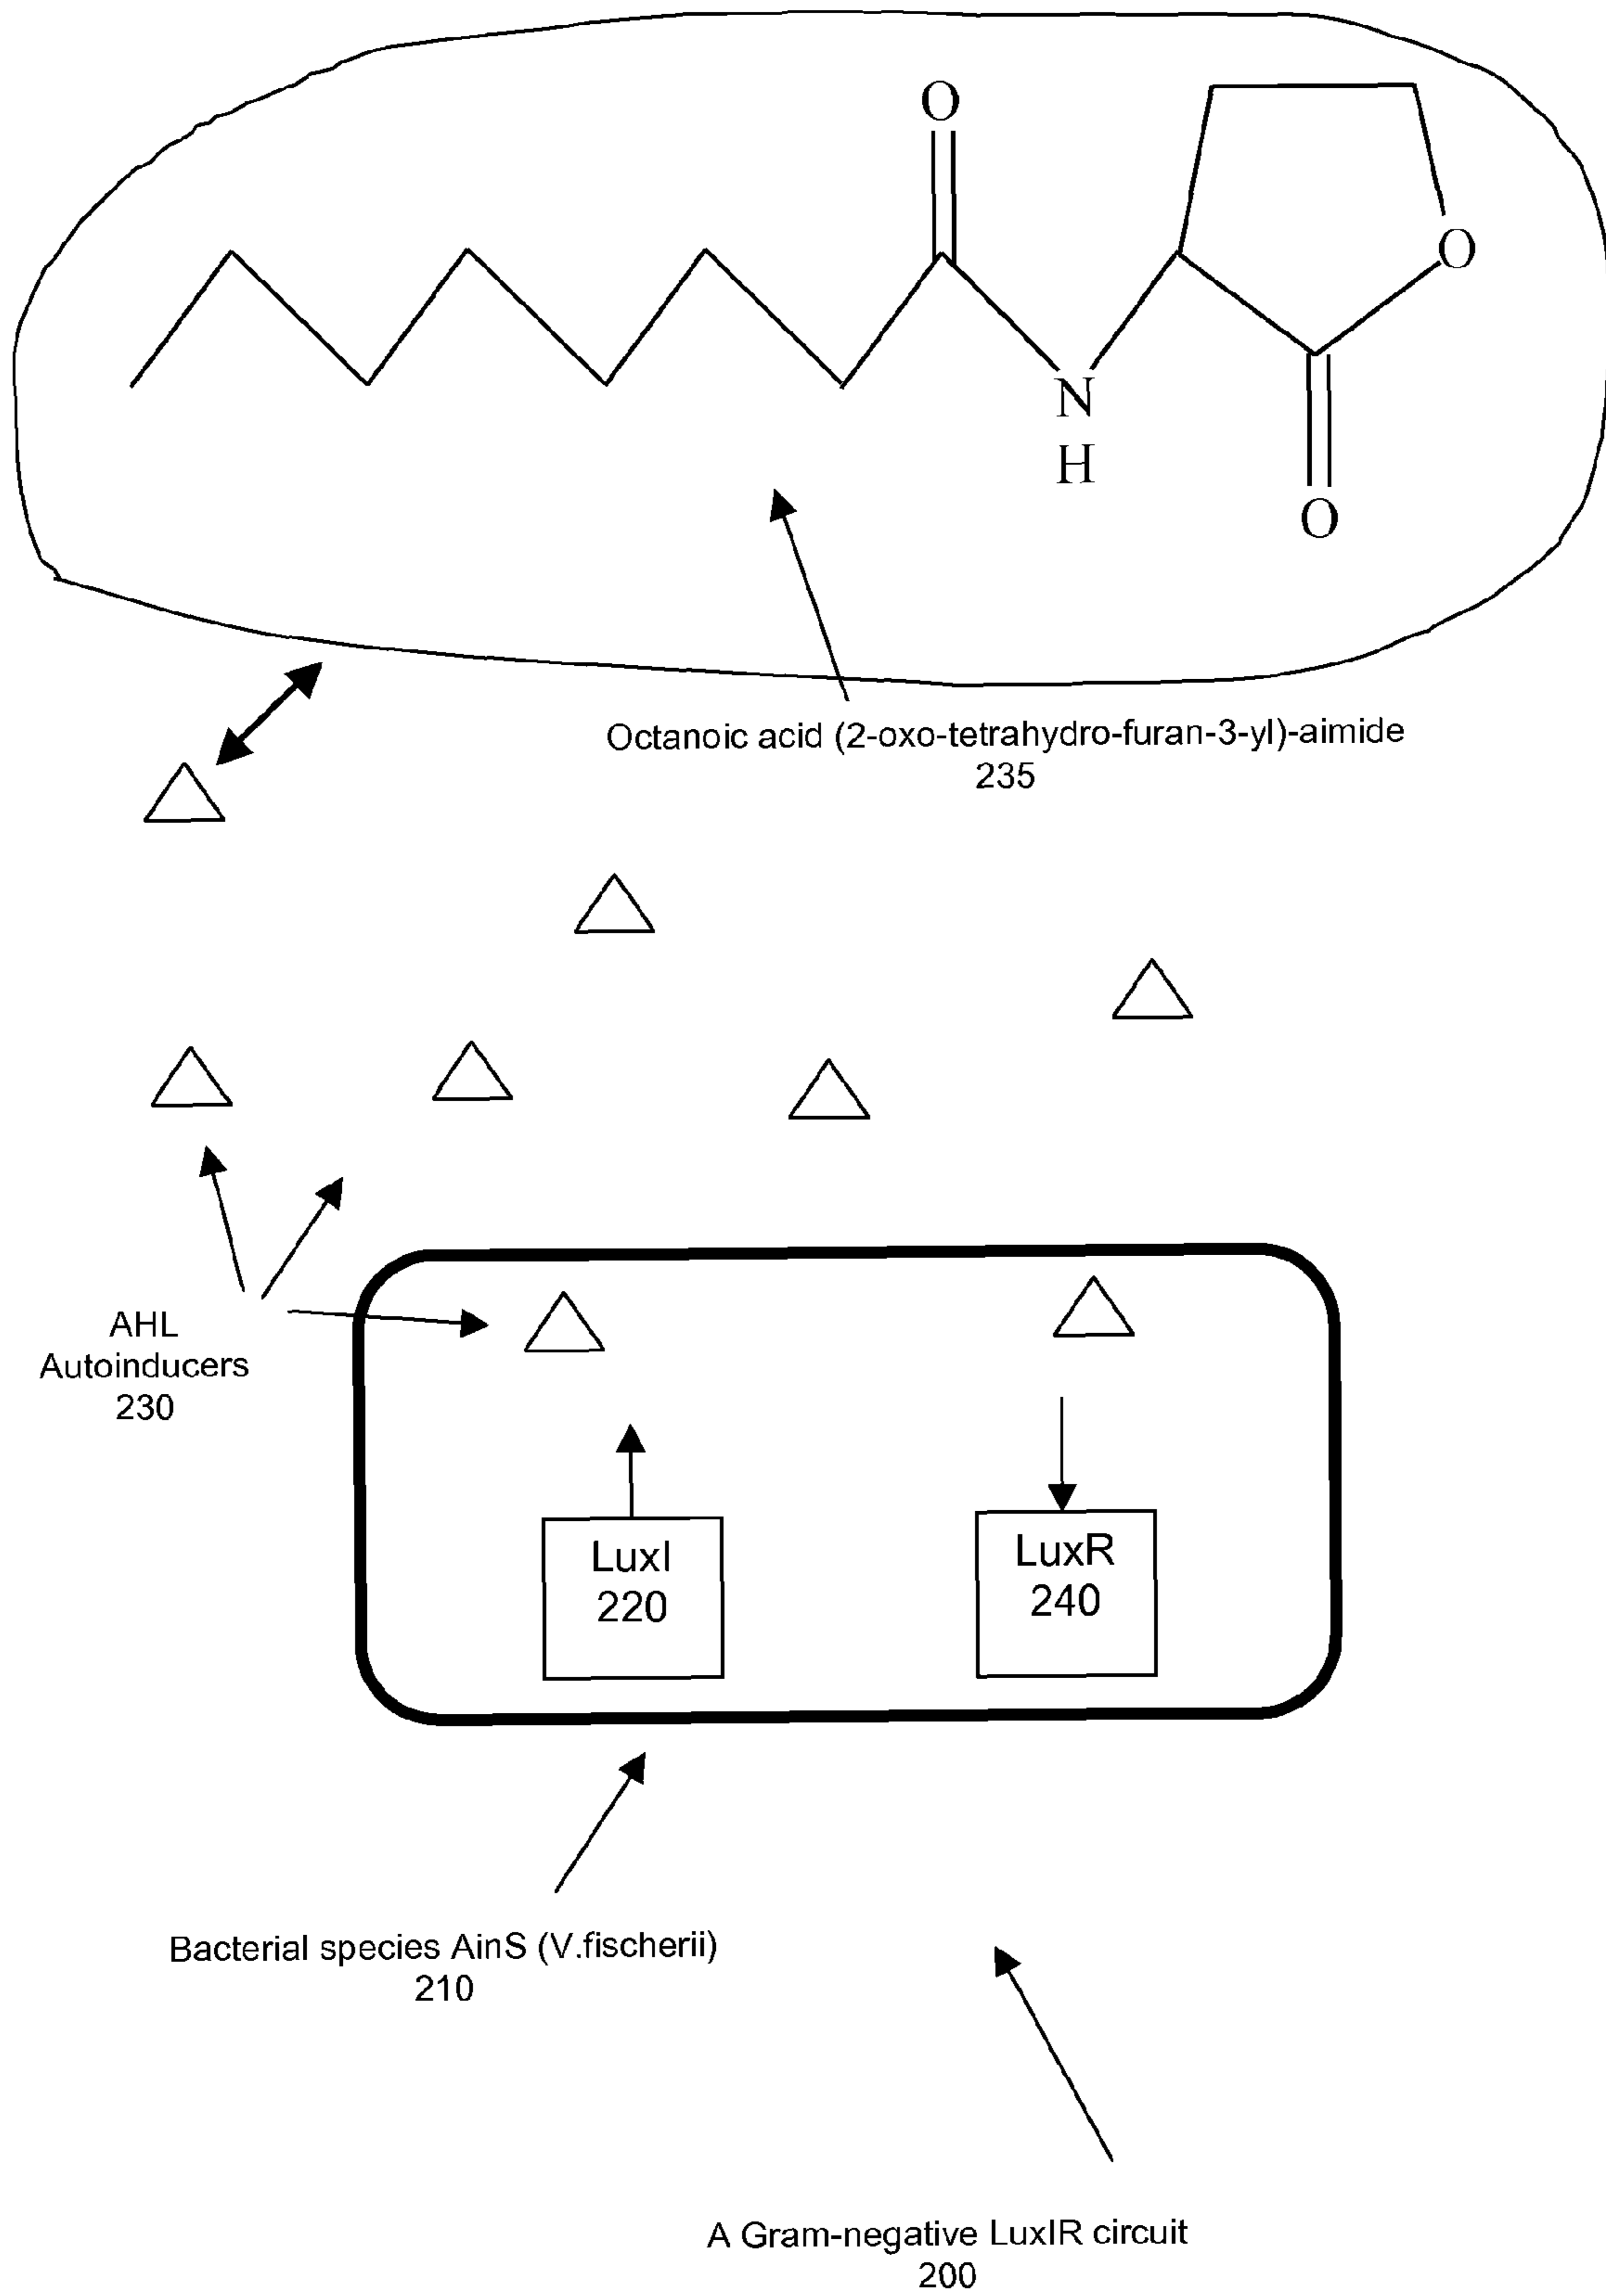 O
O
N
H
O
Octanoic acid (2-oxo-tetrahydro-furan-3-yl)-aimide
235
AHL
Autoinducers
230
LuxI
220
LuxR
240
Bacterial species AinS (V.fischerii)
210
A Gram-negative LuxIR circuit
200